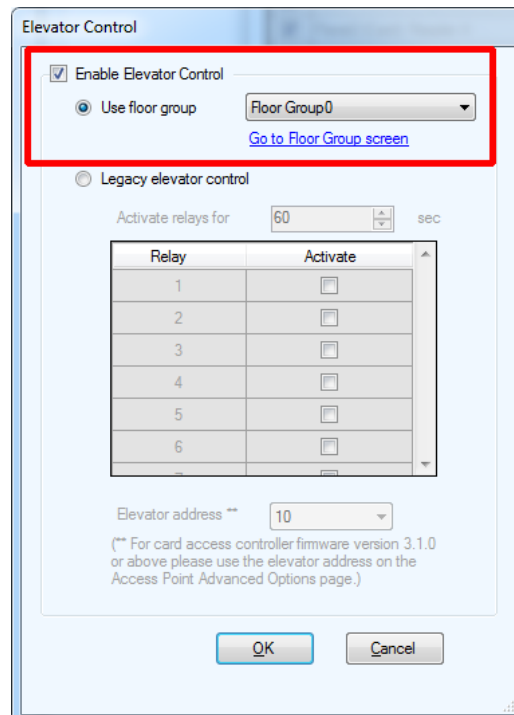 Elevator Control
Enable Elevator Control
Use floor group Floor Group0
Go to Floor Group screen
Legacy elevator control
Activate relays for 60 sec
Relay Activate
1
2
3
4
5
6
Elevator address ** 10
(** For card access controller firmware version 3.1.0
or above please use the elevator address on the
Access Point Advanced Options page.)
OK Cancel